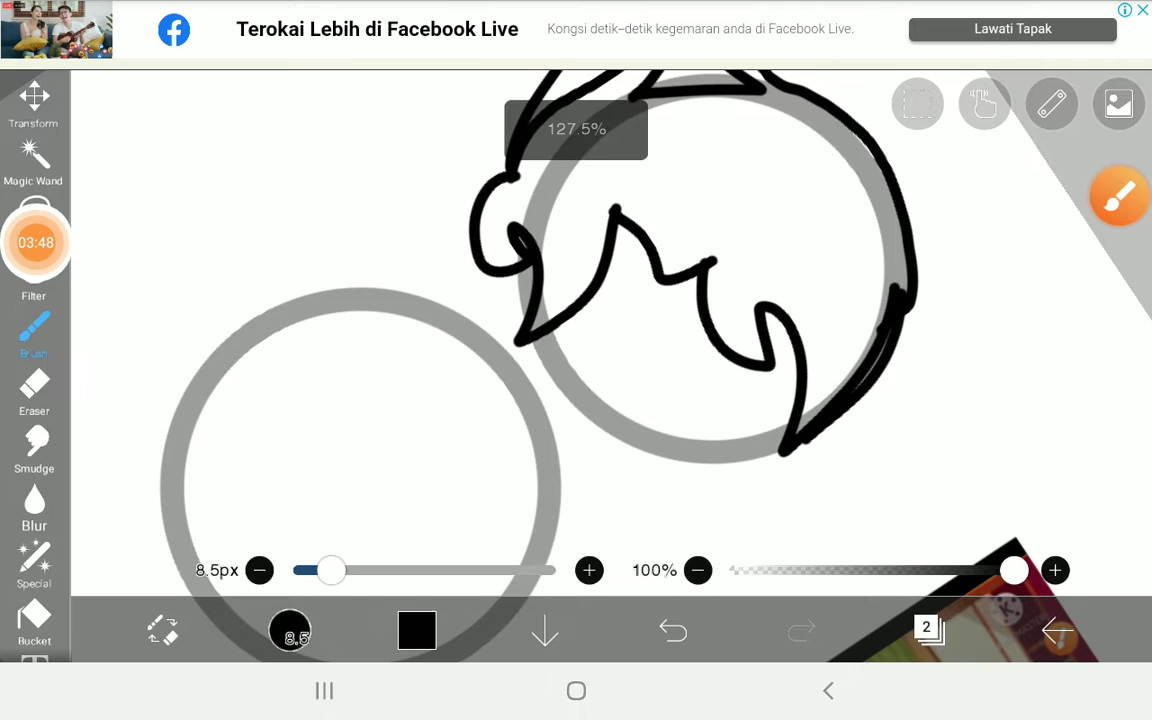 Terokai Lebih di Facebook Live
Kongsi detik-detik kegemaran anda di Facebook Live.
Lawati Tapak
127.5%
Transform
Magic Wand
03:48
Filter
Brush
Eraser
Smudge
Blur
Special
Bucket
8.5px
100%
8.5
2
K